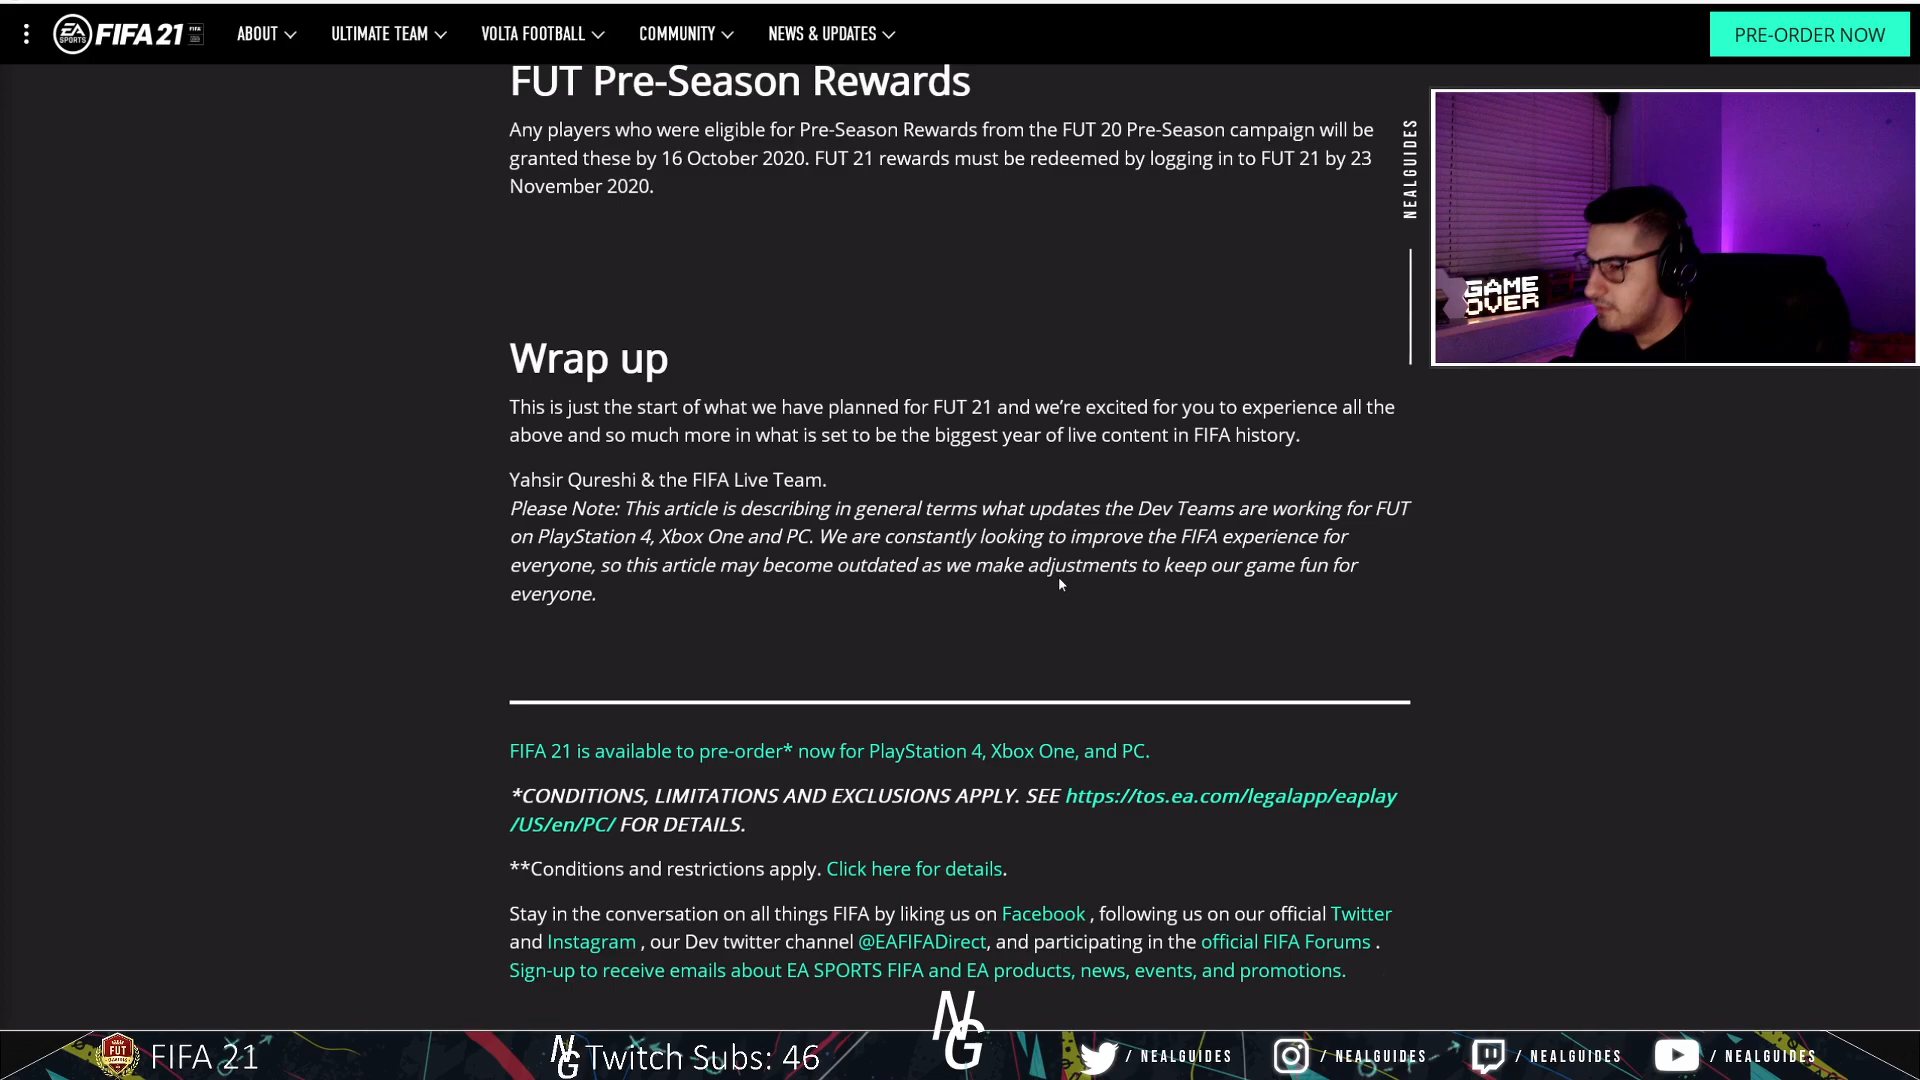 EA SPORTS FIFA 21 ABOUT ULTIMATE TEAM VOLTA FOOTBALL COMMUNITY NEWS & UPDATES PRE-ORDER NOW
FUT Pre-Season Rewards
Any players who were eligible for Pre-Season Rewards from the FUT 20 Pre-Season campaign will be
granted these by 16 October 2020. FUT 21 rewards must be redeemed by logging in to FUT 21 by 23
November 2020.
NEALGUIDES
GAME
OVER
Wrap up
This is just the start of what we have planned for FUT 21 and we’re excited for you to experience all the
above and so much more in what is set to be the biggest year of live content in FIFA history.
Yahsir Qureshi & the FIFA Live Team.
Please Note: This article is describing in general terms what updates the Dev Teams are working for FUT
on PlayStation 4, Xbox One and PC. We are constantly looking to improve the FIFA experience for
everyone, so this article may become outdated as we make adjustments to keep our game fun for
everyone.
FIFA 21 is available to pre-order* now for PlayStation 4, Xbox One, and PC.
*CONDITIONS, LIMITATIONS AND EXCLUSIONS APPLY. SEE https://tos.ea.com/legalapp/eaplay
/US/en/PC/ FOR DETAILS.
**Conditions and restrictions apply. Click here for details.
Stay in the conversation on all things FIFA by liking us on Facebook , following us on our official Twitter
and Instagram , our Dev twitter channel @EAFIFADirect, and participating in the official FIFA Forums .
Sign-up to receive emails about EA SPORTS FIFA and EA products, news, events, and promotions.
FUT FIFA 21 NG Twitch Subs: 46 NG / NEALGUIDES / NEALGUIDES / NEALGUIDES / NEALGUIDES